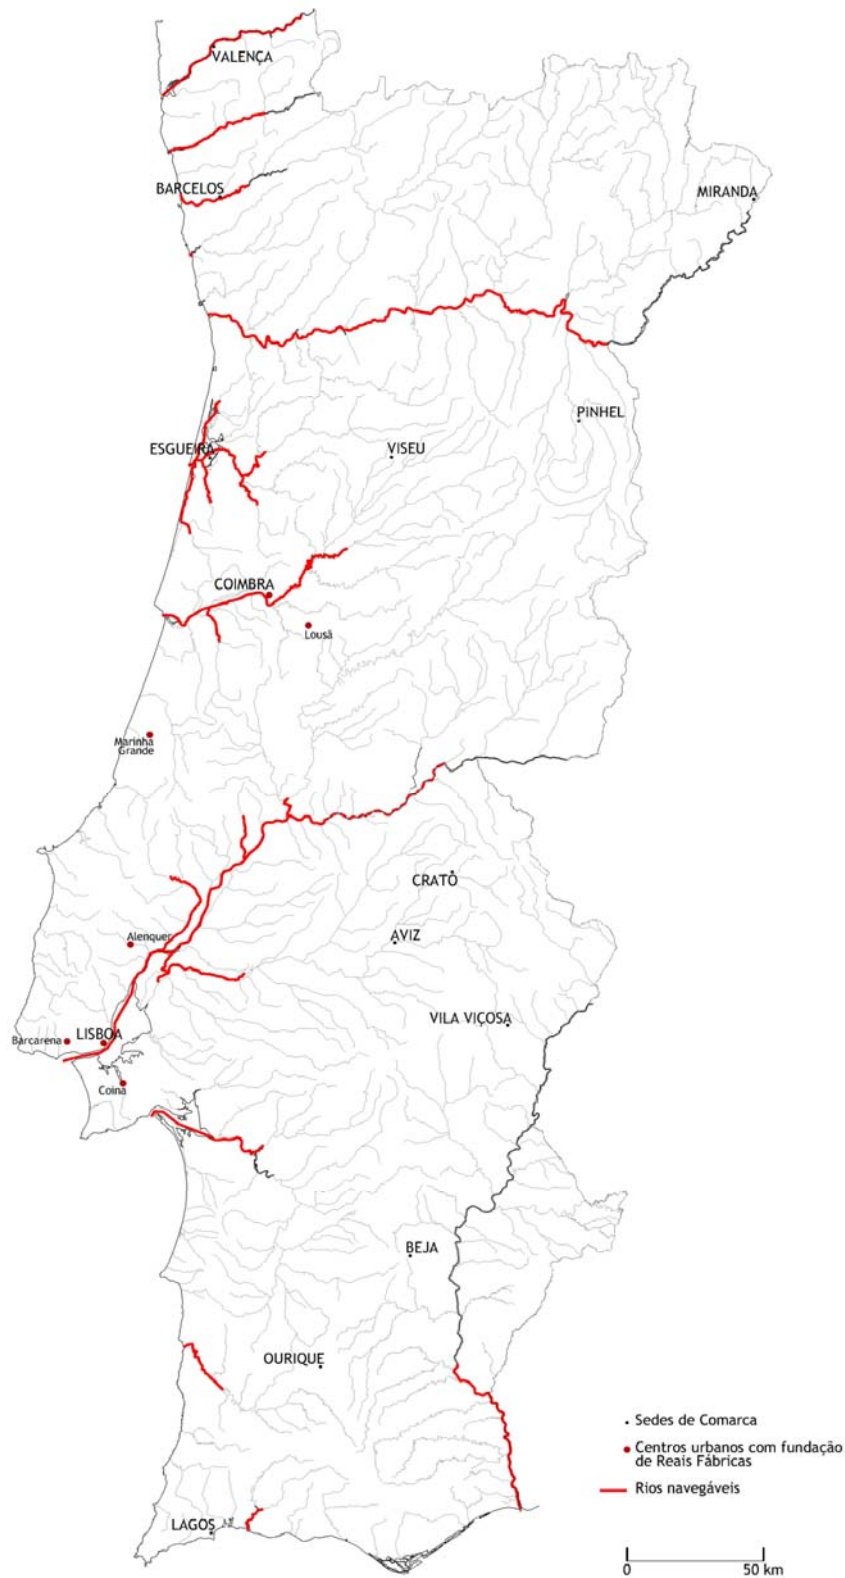 VALENÇA
BARCELOS
MIRANDA
PINHEL
ESGUEIRA
VISEU
COIMBRA
Lousã
Marinha
Grande
CRATO
Alenquer
AVIZ
VILA VIÇOSA
Barcarena
LISBOA
Coina
BEJA
OURIQUE
LAGOS
Sedes de Comarca
Centros urbanos com fundação
de Reais Fábricas
Rios navegáveis
0 50 km